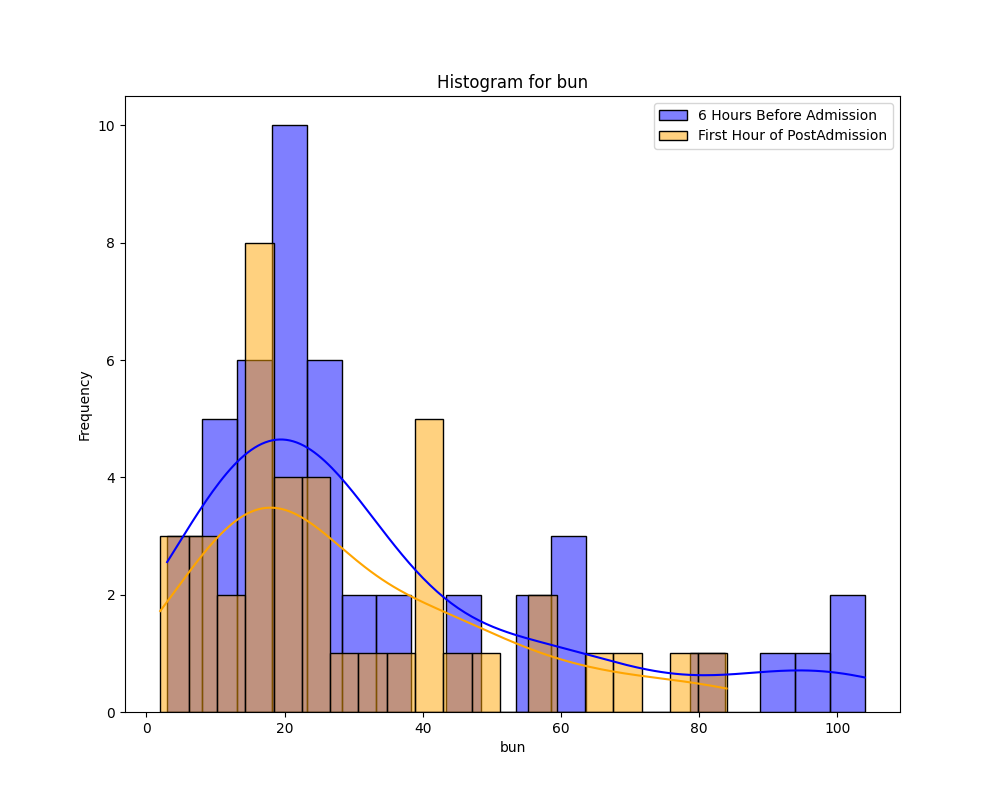 Histogram for bun
6 Hours Before Admission
First Hour of PostAdmission
10
8
6
4
2
0
Frequency
0 20 40 60 80 100
bun